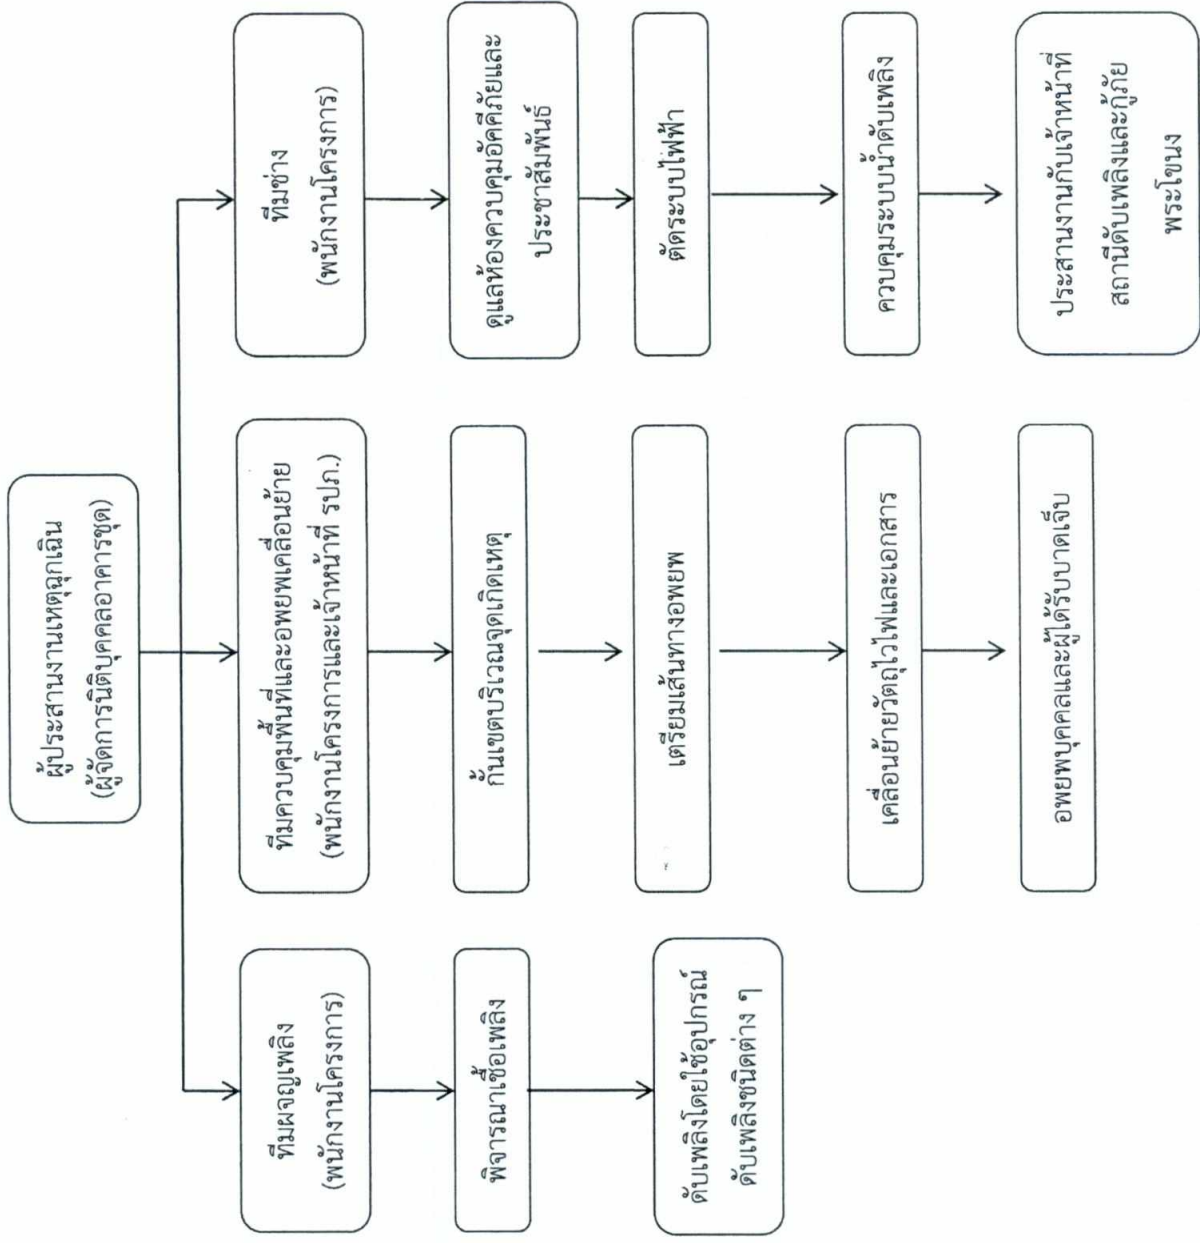 ผู้ประสานงานเหตุฉุกเฉิน
(ผู้จัดการนิติบุคคลอาคารชุด)
ทีมผจญเพลิง
(พนักงานโครงการ)
พิจารณาเชื้อเพลิง
ดับเพลิงโดยใช้อุปกรณ์
ดับเพลิงชนิดต่าง ๆ
ทีมควบคุมพื้นที่และอพยพเคลื่อนย้าย
(พนักงานโครงการและเจ้าหน้าที่ รปภ.)
กั้นเขตบริเวณจุดเกิดเหตุ
เตรียมเส้นทางอพยพ
เคลื่อนย้ายวัตถุไวไฟและเอกสาร
อพยพบุคคลและผู้ได้รับบาดเจ็บ
ทีมช่าง
(พนักงานโครงการ)
ดูแลห้องควบคุมอัคคีภัยและ
ประชาสัมพันธ์
ตัดระบบไฟฟ้า
ควบคุมระบบน้ำดับเพลิง
ประสานงานกับเจ้าหน้าที่
สถานีดับเพลิงและกู้ภัย
พระโขนง